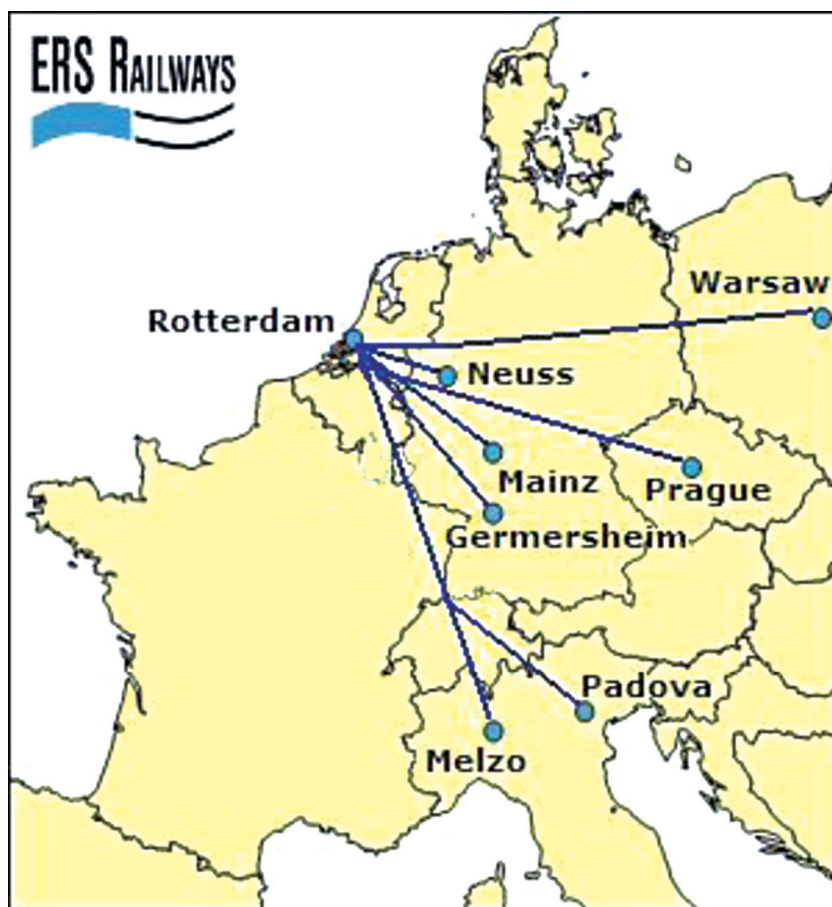 ERS RAILWAYS
Warsaw
Rotterdam
Neuss
Mainz
Prague
Germersheim
Padova
Melzo